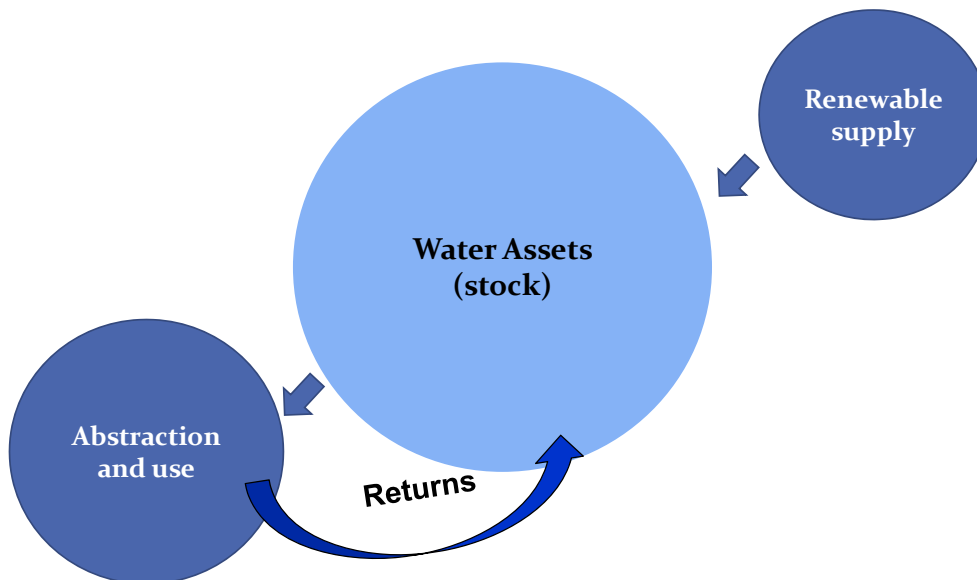 Renewable
supply
Water Assets
(stock)
Abstraction
and use
Returns